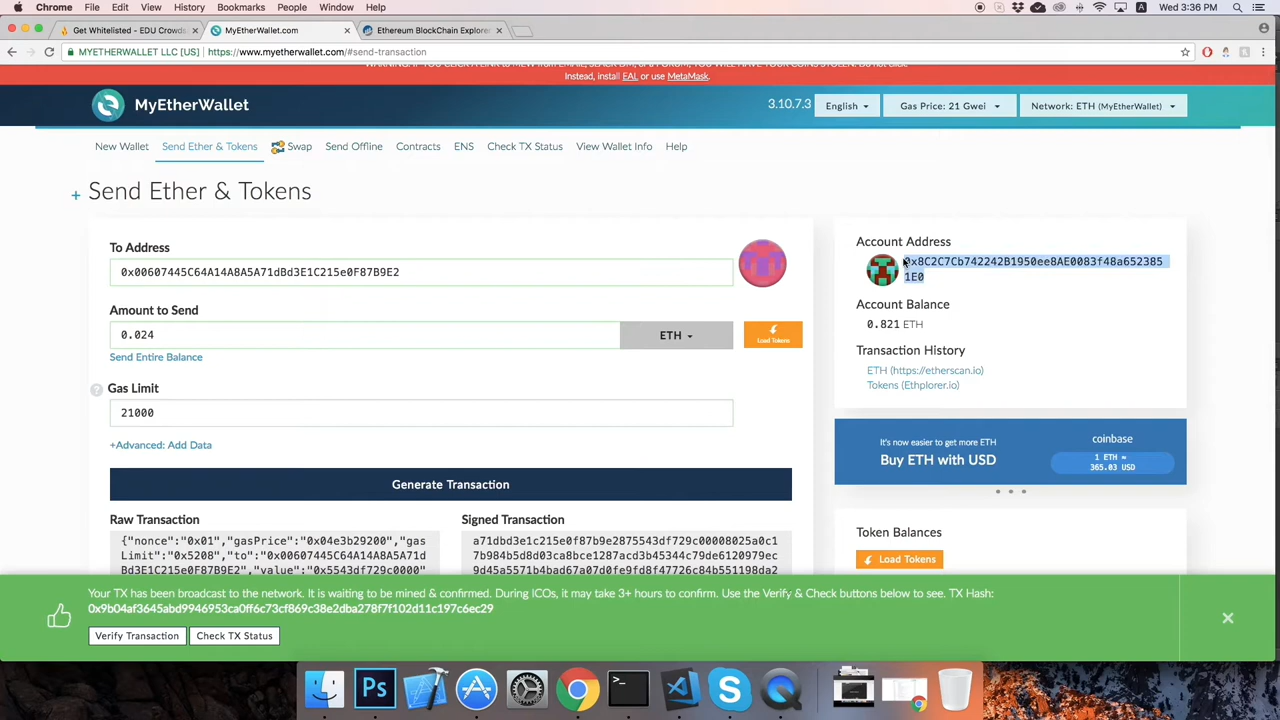 Chrome File Edit View History Bookmarks People Window Help
Wed 3:36 PM
Get Whitelisted - EDU Crowds
MyEtherWallet.com
Ethereum BlockChain Explorer
MYETHERWALLET LLC [US] https://www.myetherwallet.com/#send-transaction
Instead, install EAL or use MetaMask.
MyEtherWallet
3.10.7.3
English
Gas Price: 21 Gwei
Network: ETH (MyEtherWallet)
New Wallet
Send Ether & Tokens
Swap
Send Offline
Contracts
ENS
Check TX Status
View Wallet Info
Help
+ Send Ether & Tokens
To Address
0x00607445C64A14A8A5A71dBd3E1C215e0F87B9E2
Amount to Send
0.024
ETH
Load Tokens
Send Entire Balance
? Gas Limit
21000
+Advanced: Add Data
Generate Transaction
Raw Transaction
{"nonce":"0x01","gasPrice":"0x04e3b29200","gas
Limit":"0x5208","to":"0x00607445C64A14A8A5A71d
Bd3E1C215e0F87B9E2","value":"0x5543df729c0000"
Signed Transaction
a71dbd3e1c215e0f87b9e2875543df729c00008025a0c1
7b984b5d8d03ca8bce1287acd3b45344c79de6120979ec
9d45a5571b4bad67a07d0fe9fd8f47726c84b551198da2
Account Address
0x8C2C7Cb742242B1950ee8AE0083f48a652385
1E0
Account Balance
0.821 ETH
Transaction History
ETH (https://etherscan.io)
Tokens (Ethplorer.io)
It's now easier to get more ETH
Buy ETH with USD
coinbase
1 ETH ≈
365.03 USD
Token Balances
Load Tokens
Your TX has been broadcast to the network. It is waiting to be mined & confirmed. During ICOs, it may take 3+ hours to confirm. Use the Verify & Check buttons below to see. TX Hash:
0x9b04af3645abd9946953ca0ff6c73cf869c38e2dba278f7f102d11c197c6ec29
Verify Transaction
Check TX Status
Ps